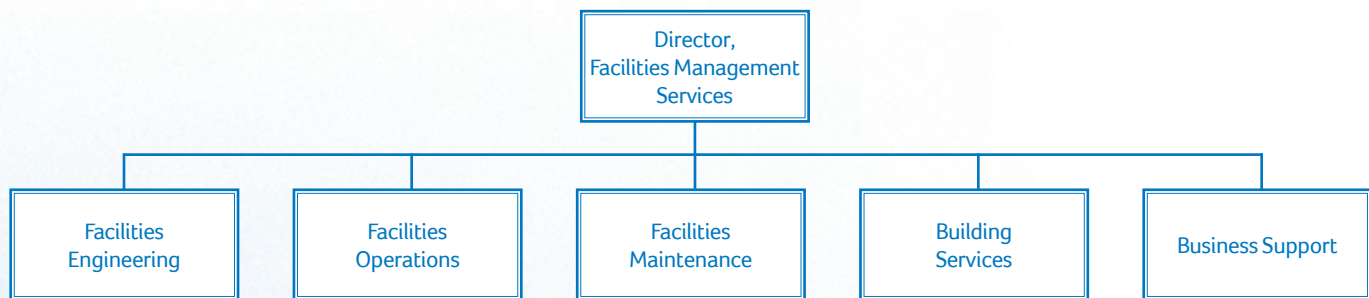 Director,
Facilities Management
Services
Facilities
Engineering
Facilities
Operations
Facilities
Maintenance
Building
Services
Business Support